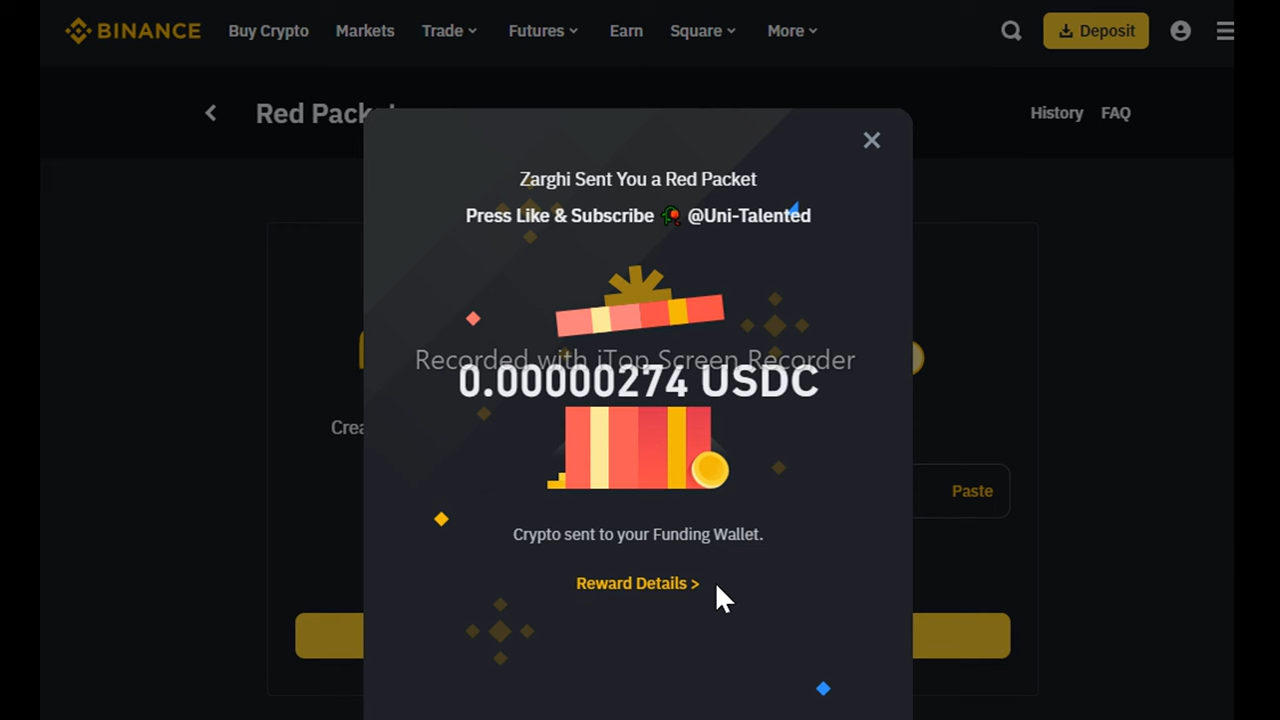 BINANCE Buy Crypto Markets Trade Futures Earn Square More Deposit
Red Packet History FAQ
Zarghi Sent You a Red Packet
Press Like & Subscribe 🥀 @Uni-Talented
Recorded with iTop Screen Recorder
0.00000274 USDC
Crea
Paste
Crypto sent to your Funding Wallet.
Reward Details >